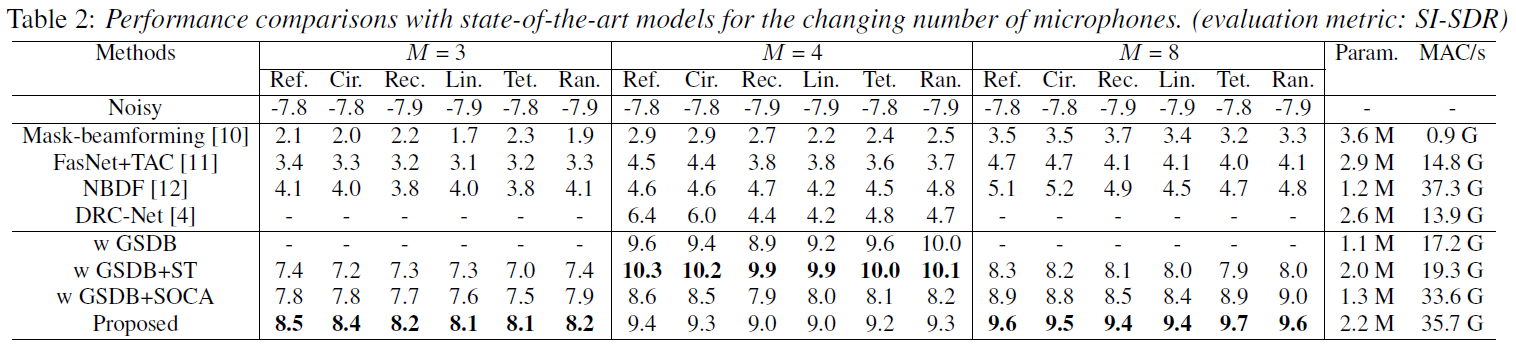 Table 2: Performance comparisons with state-of-the-art models for the changing number of microphones. (evaluation metric: SI-SDR)
Methods M = 3 M = 4 M = 8 Param. MAC/s
Ref. Cir. Rec. Lin. Tet. Ran. Ref. Cir. Rec. Lin. Tet. Ran. Ref. Cir. Rec. Lin. Tet. Ran.
Noisy -7.8 -7.8 -7.9 -7.9 -7.8 -7.9 -7.8 -7.8 -7.9 -7.9 -7.8 -7.9 -7.8 -7.8 -7.9 -7.9 -7.8 -7.9 - -
Mask-beamforming [10] 2.1 2.0 2.2 1.7 2.3 1.9 2.9 2.9 2.7 2.2 2.4 2.5 3.5 3.5 3.7 3.4 3.2 3.3 3.6 M 0.9 G
FasNet+TAC [11] 3.4 3.3 3.2 3.1 3.2 3.3 4.5 4.4 3.8 3.8 3.6 3.7 4.7 4.7 4.1 4.1 4.0 4.1 2.9 M 14.8 G
NBDF [12] 4.1 4.0 3.8 4.0 3.8 4.1 4.6 4.6 4.7 4.2 4.5 4.8 5.1 5.2 4.9 4.5 4.7 4.8 1.2 M 37.3 G
DRC-Net [4] - - - - - - 6.4 6.0 4.4 4.2 4.8 4.7 - - - - - - 2.6 M 13.9 G
w GSDB - - - - - - 9.6 9.4 8.9 9.2 9.6 10.0 - - - - - - 1.1 M 17.2 G
w GSDB+ST 7.4 7.2 7.3 7.3 7.0 7.4 10.3 10.2 9.9 9.9 10.0 10.1 8.3 8.2 8.1 8.0 7.9 8.0 2.0 M 19.3 G
w GSDB+SOCA 7.8 7.8 7.7 7.6 7.5 7.9 8.6 8.5 7.9 8.0 8.1 8.2 8.9 8.8 8.5 8.4 8.9 9.0 1.3 M 33.6 G
Proposed 8.5 8.4 8.2 8.1 8.1 8.2 9.4 9.3 9.0 9.0 9.2 9.3 9.6 9.5 9.4 9.4 9.7 9.6 2.2 M 35.7 G